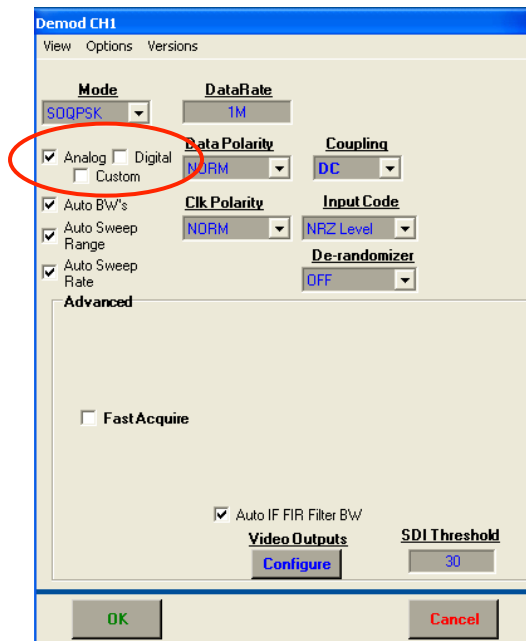 Demod CH1
View Options Versions
Mode DataRate
SOQPSK 1M
Data Polarity Coupling
Analog Digital NORM DC
Custom
Auto BW's Clk Polarity Input Code
Auto Sweep Range NORM NRZ Level
De-randomizer
Auto Sweep Rate OFF
Advanced
Fast Acquire
Auto IF FIR Filter BW
Video Outputs SDI Threshold
Configure 30
OK Cancel